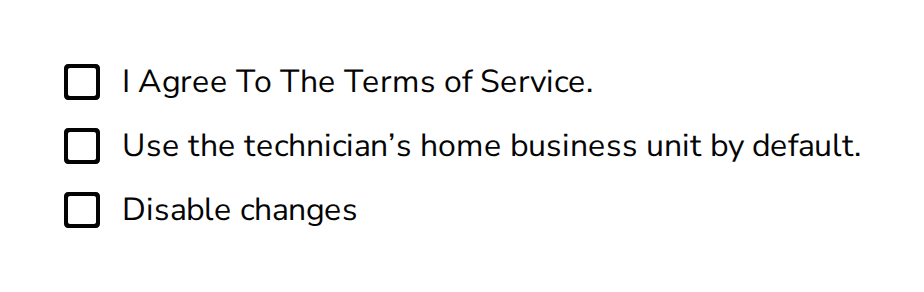 I Agree To The Terms of Service.
Use the technician’s home business unit by default.
Disable changes